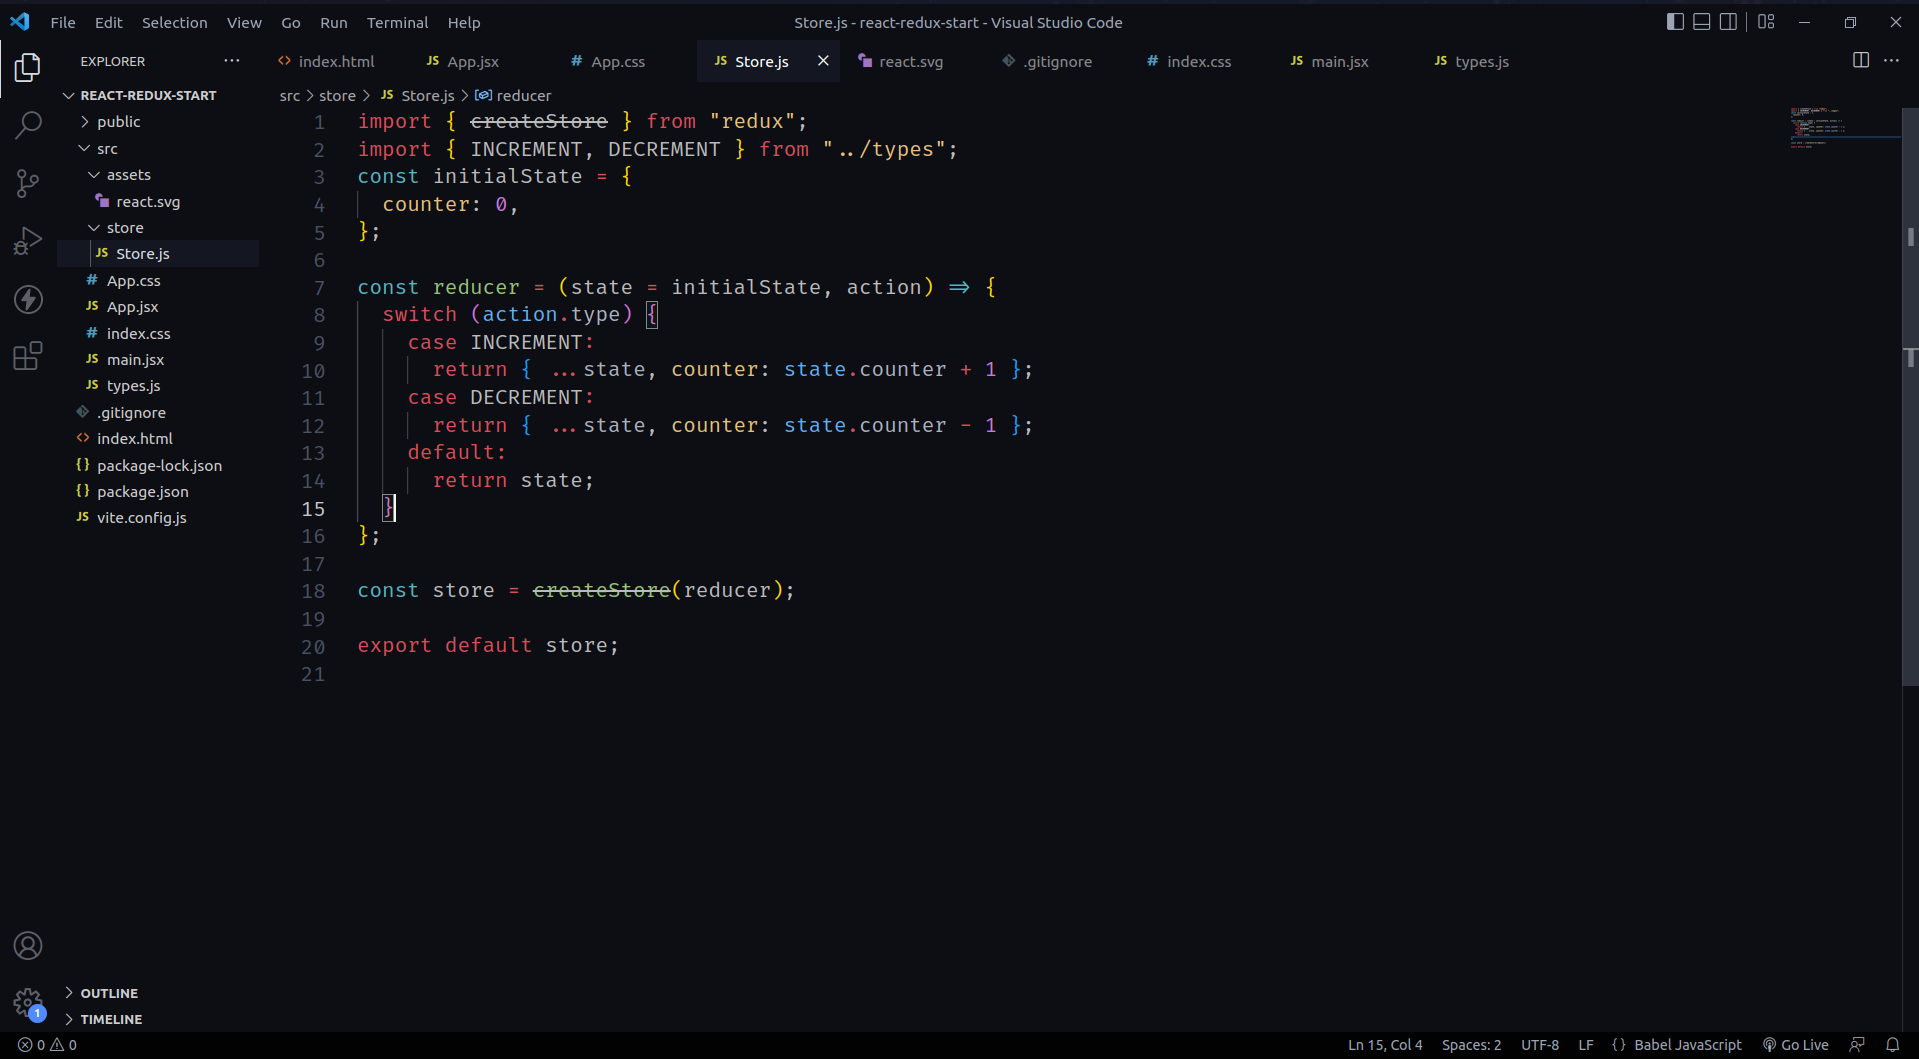 File Edit Selection View Go Run Terminal Help
Store.js - react-redux-start - Visual Studio Code
EXPLORER
index.html App.jsx App.css Store.js react.svg .gitignore index.css main.jsx types.js
REACT-REDUX-START
public
src
assets
react.svg
store
Store.js
App.css
App.jsx
index.css
main.jsx
types.js
.gitignore
index.html
package-lock.json
package.json
vite.config.js
OUTLINE
TIMELINE
src > store > JS Store.js > reducer
1 import { createStore } from "redux";
2 import { INCREMENT, DECREMENT } from "../types";
3 const initialState = {
4 counter: 0,
5 };
6
7 const reducer = (state = initialState, action) => {
8 switch (action.type) {
9 case INCREMENT:
10 return { ...state, counter: state.counter + 1 };
11 case DECREMENT:
12 return { ...state, counter: state.counter - 1 };
13 default:
14 return state;
15 }
16 };
17
18 const store = createStore(reducer);
19
20 export default store;
21
1
0 0
Ln 15, Col 4 Spaces: 2 UTF-8 LF {} Babel JavaScript Go Live